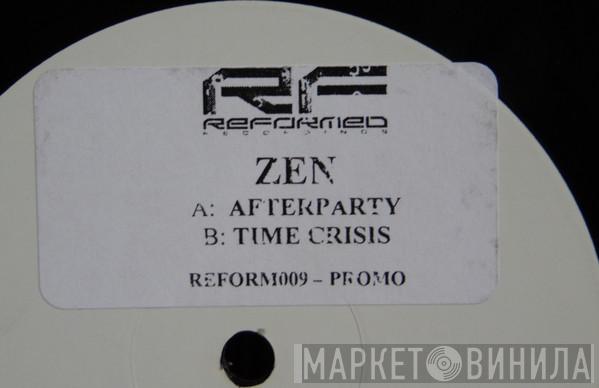 RF
REFORMED
RECORDINGS
ZEN
A: AFTERPARTY
B: TIME CRISIS
REFORM009 – PROMO
МАРКЕТ ВИНИЛА